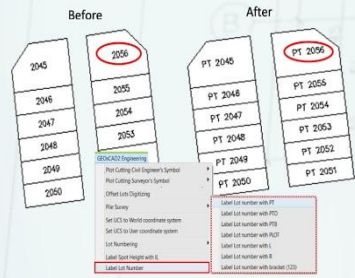 Before
After
2045
2046
2047
2048
2049
2050
2056
2055
2054
2053
PT 2045
PT 2046
PT 2047
PT 2048
PT 2049
PT 2050
PT 2056
PT 2055
PT 2054
PT 2053
PT 2052
PT 2051
GEOXCAD2 Engineering
Plot Cutting Civil Engineer's Symbol
Plot Cutting Surveyor's Symbol
Offset Lots Digitizing
Pile Survey
Set UCS to World coordinate system
Set UCS to User coordinate system
Lot Numbering
Label Spot Height with IL
Label Lot Number
Label Lot number with PT
Label Lot number with PTD
Label Lot number with PTB
Label Lot number with PLOT
Label Lot number with L
Label Lot number with R
Label Lot number with bracket (123)